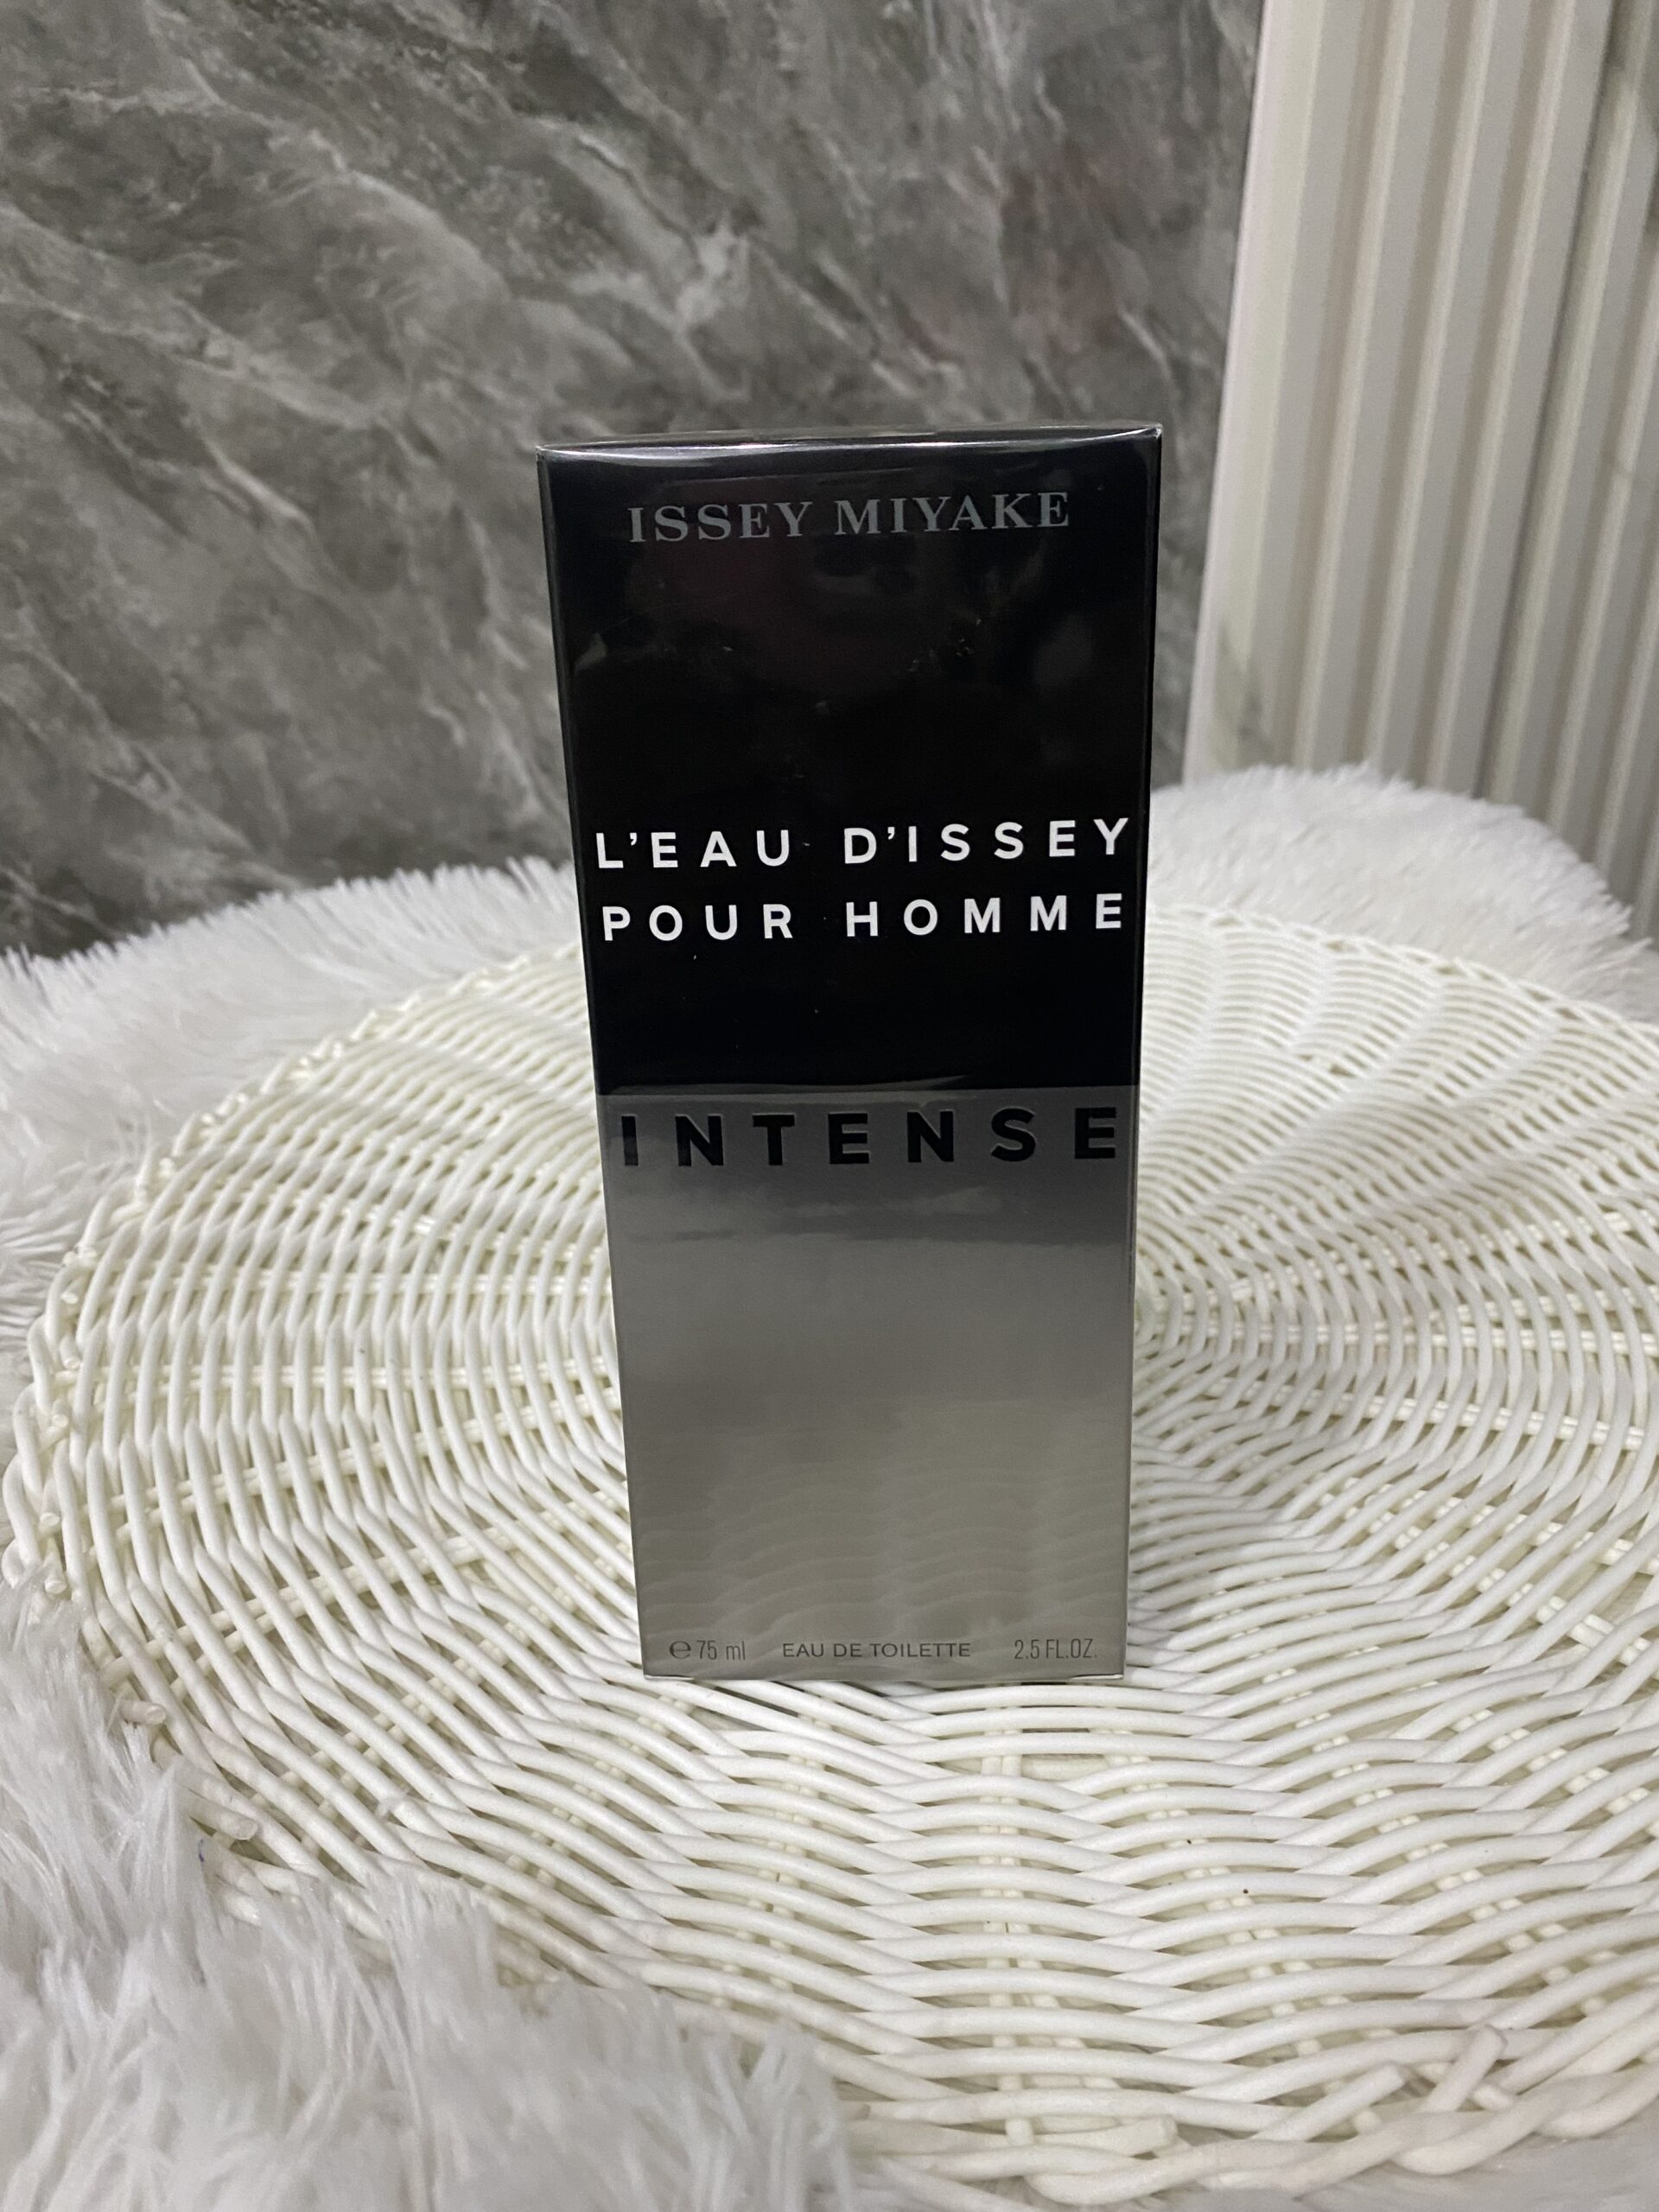 ISSEY MIYAKE
L'EAU D'ISSEY
POUR HOMME
INTENSE
℮ 75 ml EAU DE TOILETTE 2.5 FL.OZ.